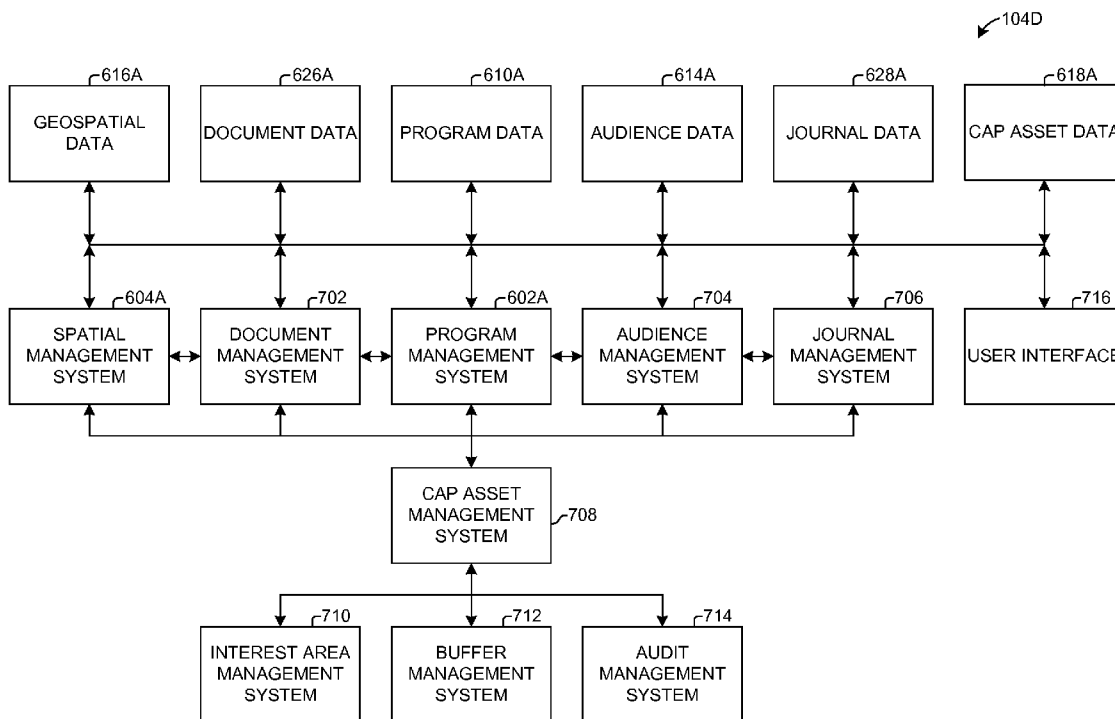 104D
616A
626A
610A
614A
628A
618A
GEOSPATIAL
DATA
DOCUMENT DATA
PROGRAM DATA
AUDIENCE DATA
JOURNAL DATA
CAP ASSET DATA
604A
702
602A
704
706
716
SPATIAL
MANAGEMENT
SYSTEM
DOCUMENT
MANAGEMENT
SYSTEM
PROGRAM
MANAGEMENT
SYSTEM
AUDIENCE
MANAGEMENT
SYSTEM
JOURNAL
MANAGEMENT
SYSTEM
USER INTERFACE
CAP ASSET
MANAGEMENT
SYSTEM
708
710
712
714
INTEREST AREA
MANAGEMENT
SYSTEM
BUFFER
MANAGEMENT
SYSTEM
AUDIT
MANAGEMENT
SYSTEM